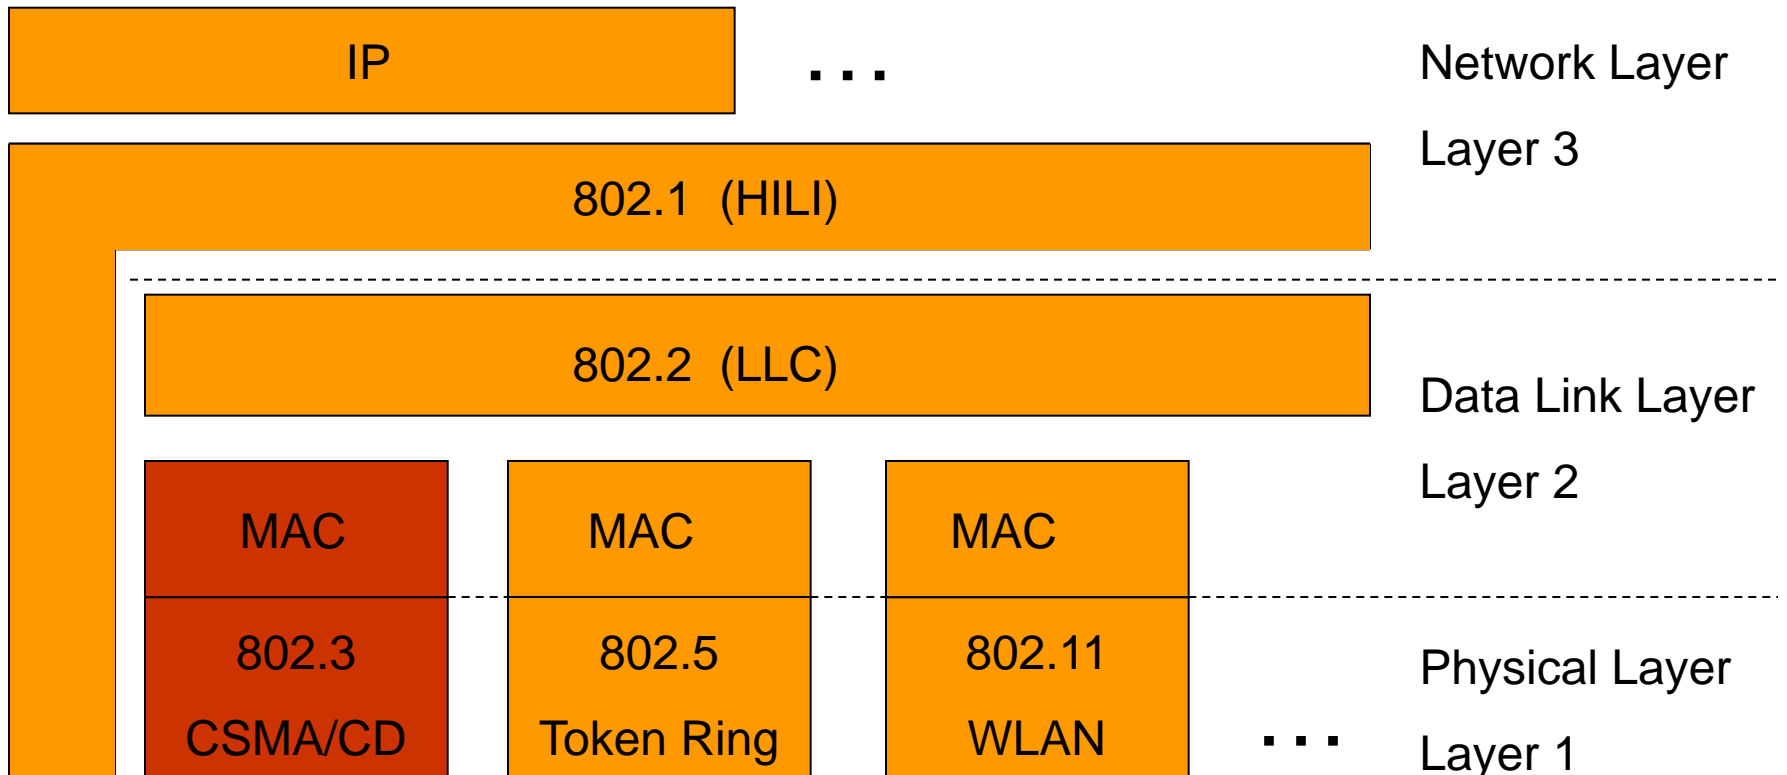 IP
. . .
Network Layer
Layer 3
802.1 (HILI)
802.2 (LLC)
Data Link Layer
Layer 2
MAC
MAC
MAC
802.3
CSMA/CD
802.5
Token Ring
802.11
WLAN
. . .
Physical Layer
Layer 1